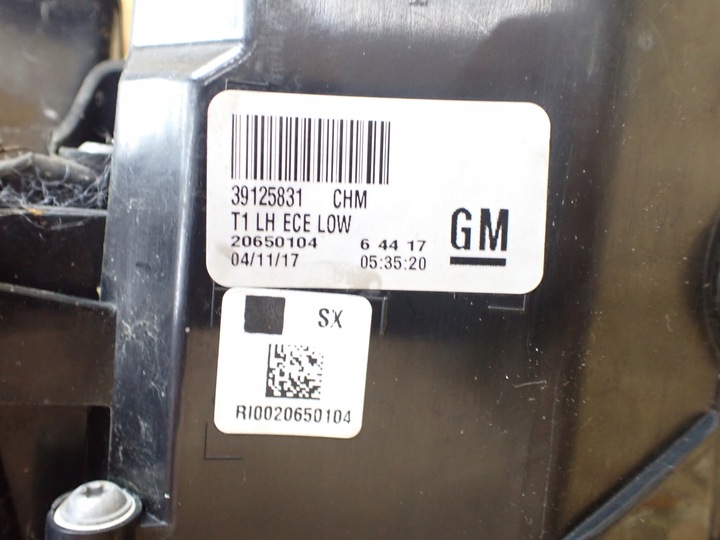 39125831 CHM
T1 LH ECE LOW
20650104 6 44 17
04/11/17 05:35:20
GM
SX
RI0020650104